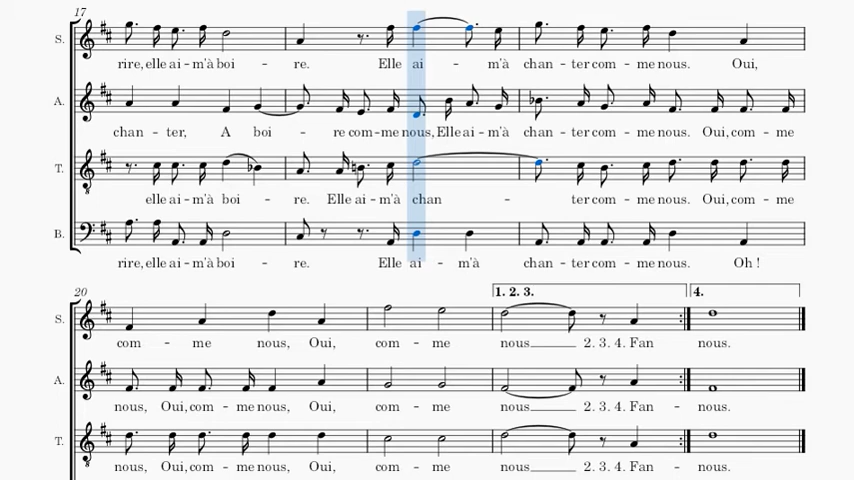 17
S.
rire, elle ai – m'à boi – re. Elle ai – m'à chan – ter com – me nous. Oui,
A.
chan – ter, A boi – re com – me nous, Elle ai – m'à chan – ter com – me nous. Oui, com – me
T.
elle ai – m'à boi – re. Elle ai – m'à chan – ter com – me nous. Oui, com – me
B.
rire, elle ai – m'à boi – re. Elle ai – m'à chan – ter com – me nous. Oh !
20
1. 2. 3. 4.
S.
com – me nous, Oui, com – me nous 2. 3. 4. Fan – nous.
A.
nous, Oui, com – me nous, Oui, com – me nous 2. 3. 4. Fan – nous.
T.
nous, Oui, com – me nous, Oui, com – me nous 2. 3. 4. Fan – nous.